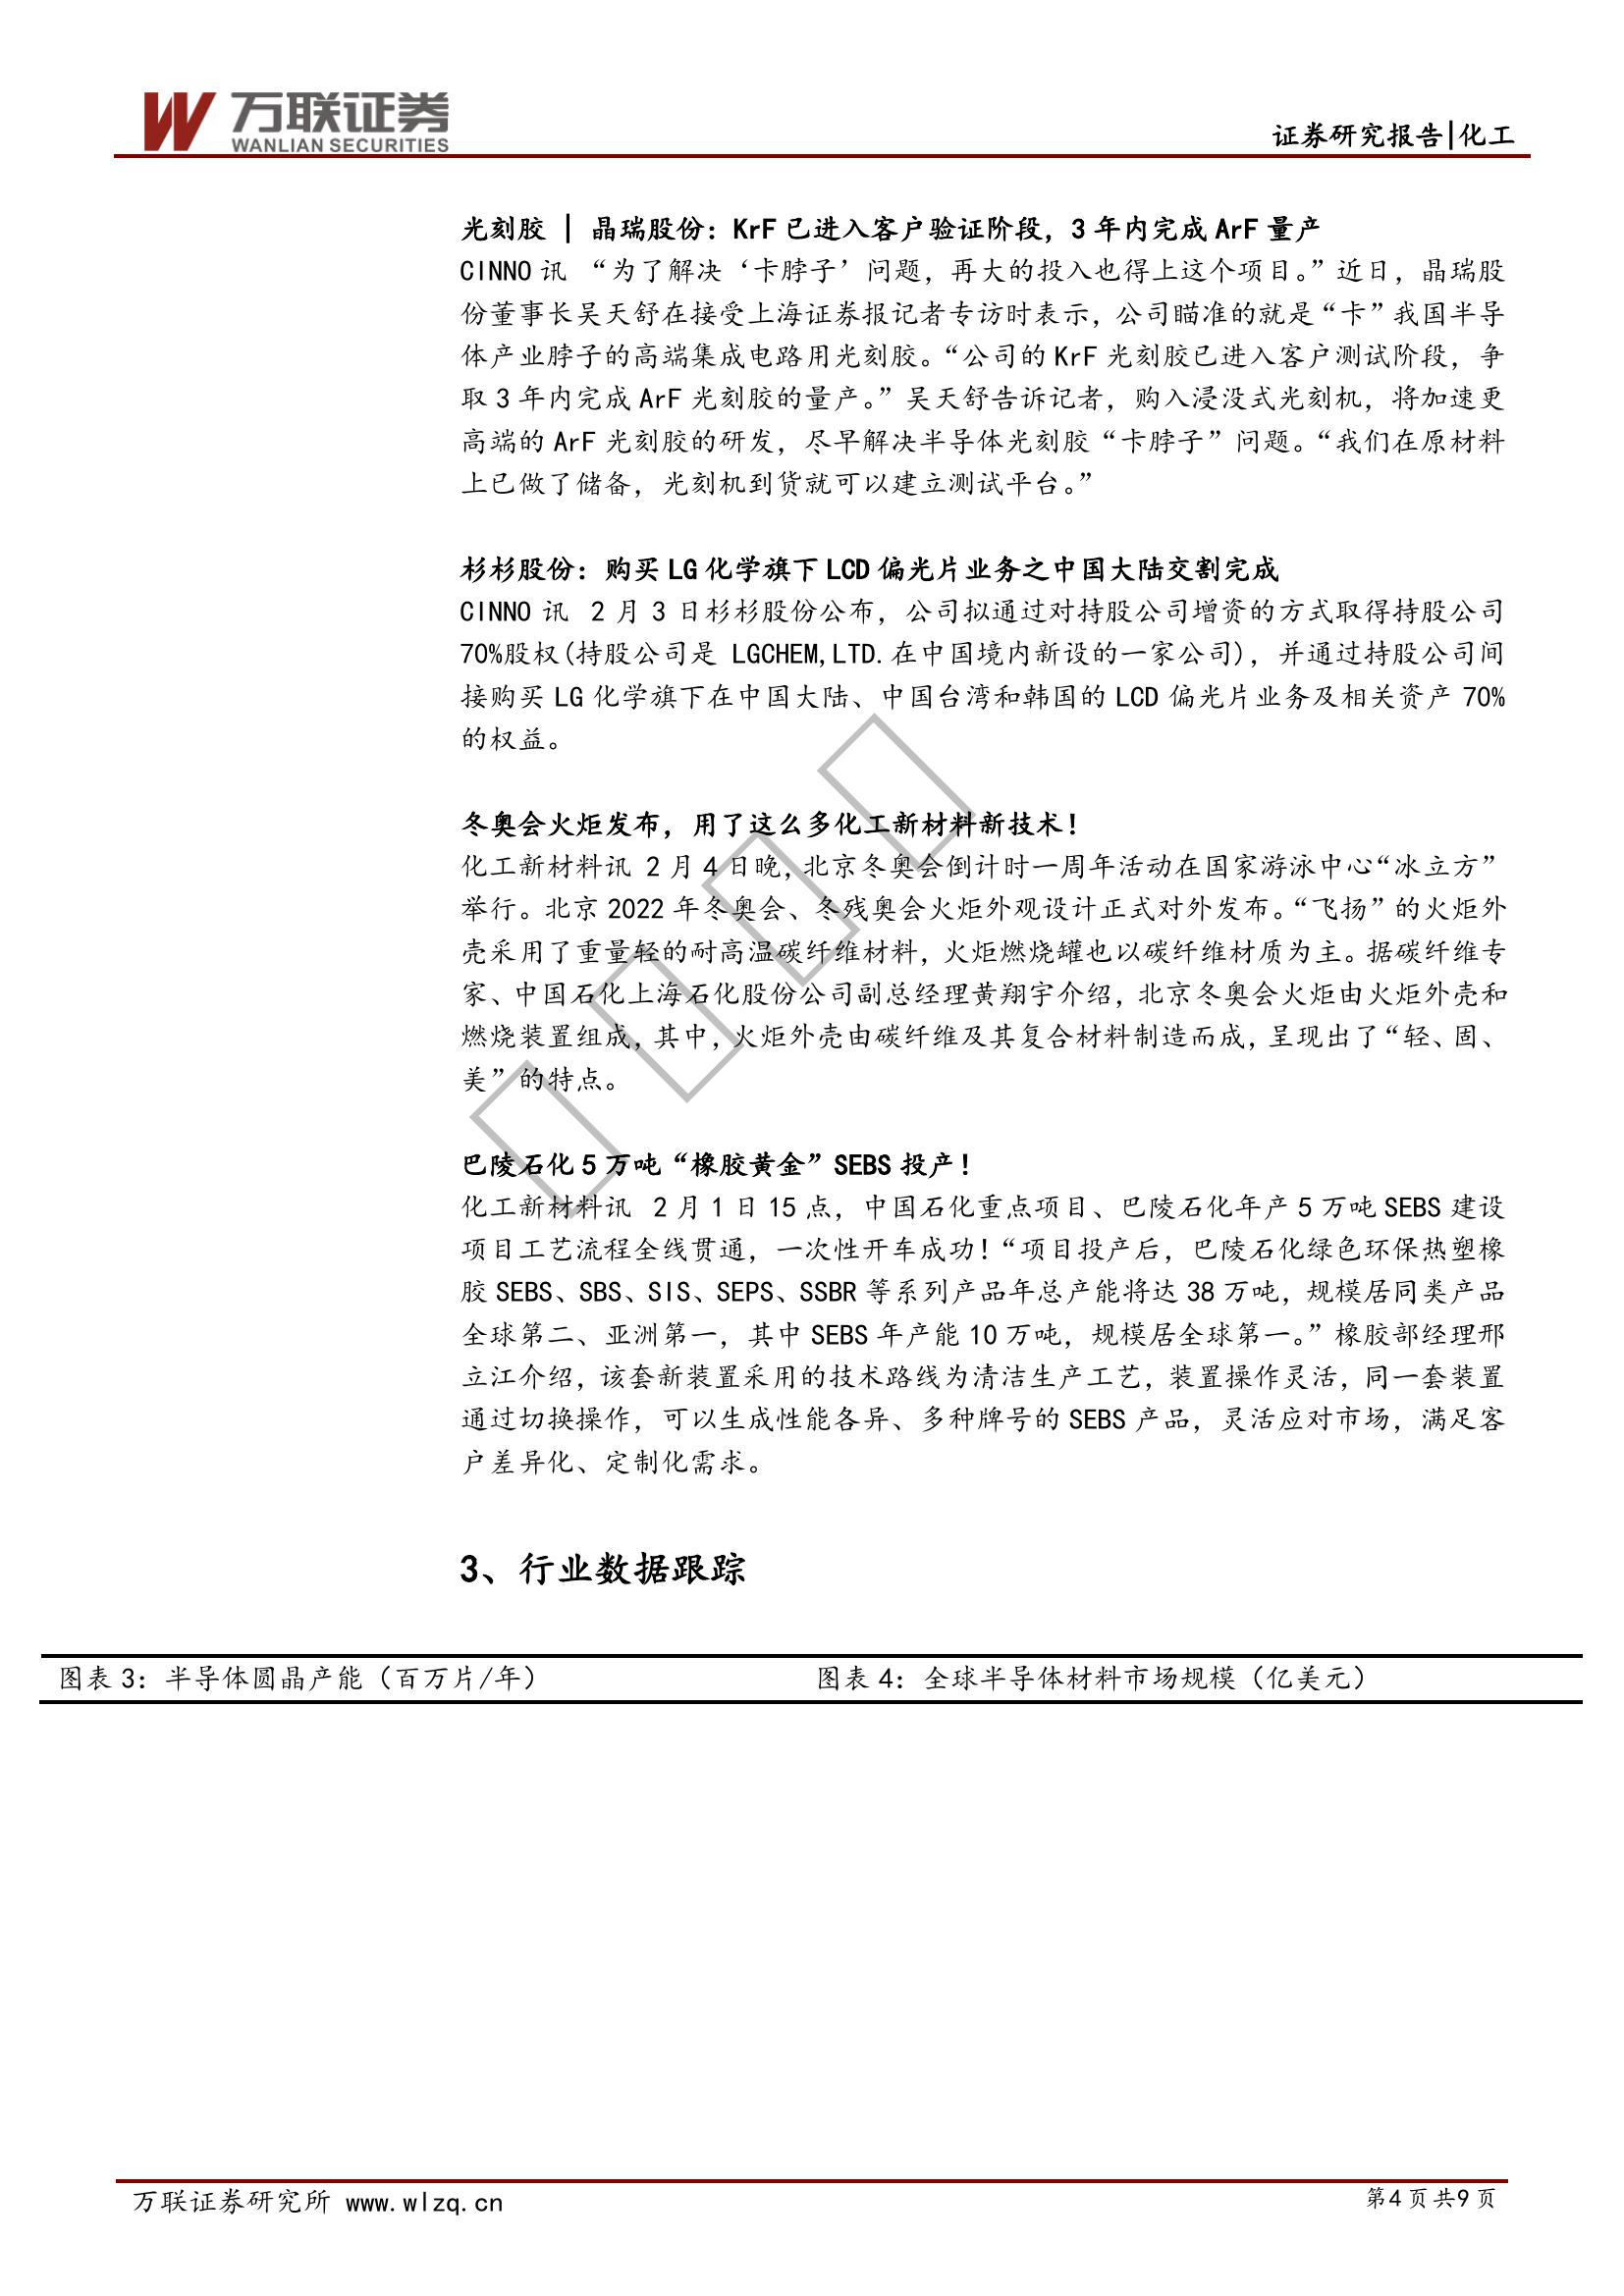 万联证券
WANLIAN SECURITIES
证券研究报告|化工
光刻胶 | 晶瑞股份：KrF 已进入客户验证阶段，3 年内完成 ArF 量产
CINNO 讯 “为了解决‘卡脖子’问题，再大的投入也得上这个项目。”近日，晶瑞股
份董事长吴天舒在接受上海证券报记者专访时表示，公司瞄准的就是“卡”我国半导
体产业脖子的高端集成电路用光刻胶。“公司的 KrF 光刻胶已进入客户测试阶段，争
取 3 年内完成 ArF 光刻胶的量产。”吴天舒告诉记者，购入浸没式光刻机，将加速更
高端的 ArF 光刻胶的研发，尽早解决半导体光刻胶“卡脖子”问题。“我们在原材料
上已做了储备，光刻机到货就可以建立测试平台。”
杉杉股份：购买 LG 化学旗下 LCD 偏光片业务之中国大陆交割完成
CINNO 讯 2 月 3 日杉杉股份公布，公司拟通过对持股公司增资的方式取得持股公司
70%股权(持股公司是 LGCHEM,LTD.在中国境内新设的一家公司)，并通过持股公司间
接购买 LG 化学旗下在中国大陆、中国台湾和韩国的 LCD 偏光片业务及相关资产 70%
的权益。
冬奥会火炬发布，用了这么多化工新材料新技术！
化工新材料讯 2 月 4 日晚，北京冬奥会倒计时一周年活动在国家游泳中心“冰立方”
举行。北京 2022 年冬奥会、冬残奥会火炬外观设计正式对外发布。“飞扬”的火炬外
壳采用了重量轻的耐高温碳纤维材料，火炬燃烧罐也以碳纤维材质为主。据碳纤维专
家、中国石化上海石化股份公司副总经理黄翔宇介绍，北京冬奥会火炬由火炬外壳和
燃烧装置组成，其中，火炬外壳由碳纤维及其复合材料制造而成，呈现出了“轻、固、
美”的特点。
巴陵石化 5 万吨“橡胶黄金”SEBS 投产！
化工新材料讯 2 月 1 日 15 点，中国石化重点项目、巴陵石化年产 5 万吨 SEBS 建设
项目工艺流程全线贯通，一次性开车成功！“项目投产后，巴陵石化绿色环保热塑橡
胶 SEBS、SBS、SIS、SEPS、SSBR 等系列产品年总产能将达 38 万吨，规模居同类产品
全球第二、亚洲第一，其中 SEBS 年产能 10 万吨，规模居全球第一。”橡胶部经理邢
立江介绍，该套新装置采用的技术路线为清洁生产工艺，装置操作灵活，同一套装置
通过切换操作，可以生成性能各异、多种牌号的 SEBS 产品，灵活应对市场，满足客
户差异化、定制化需求。
3、行业数据跟踪
图表 3：半导体圆晶产能（百万片/年）
图表 4：全球半导体材料市场规模（亿美元）
万联证券研究所 www.wlzq.cn
第4 页 共9 页